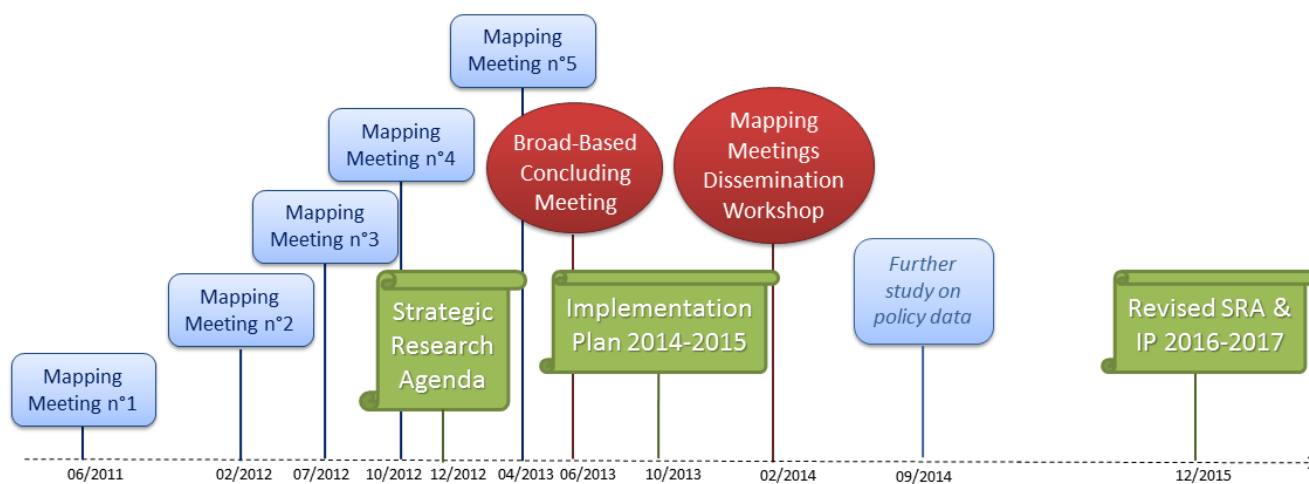 Mapping
Meeting n°5
Mapping
Meeting n°4
Mapping
Meeting n°3
Mapping
Meeting n°2
Mapping
Meeting n°1
Broad-Based
Concluding
Meeting
Mapping
Meetings
Dissemination
Workshop
Strategic
Research
Agenda
Implementation
Plan 2014-2015
Further
study on
policy data
Revised SRA &
IP 2016-2017
06/2011
02/2012
07/2012
10/2012
12/2012
04/2013
06/2013
10/2013
02/2014
09/2014
12/2015